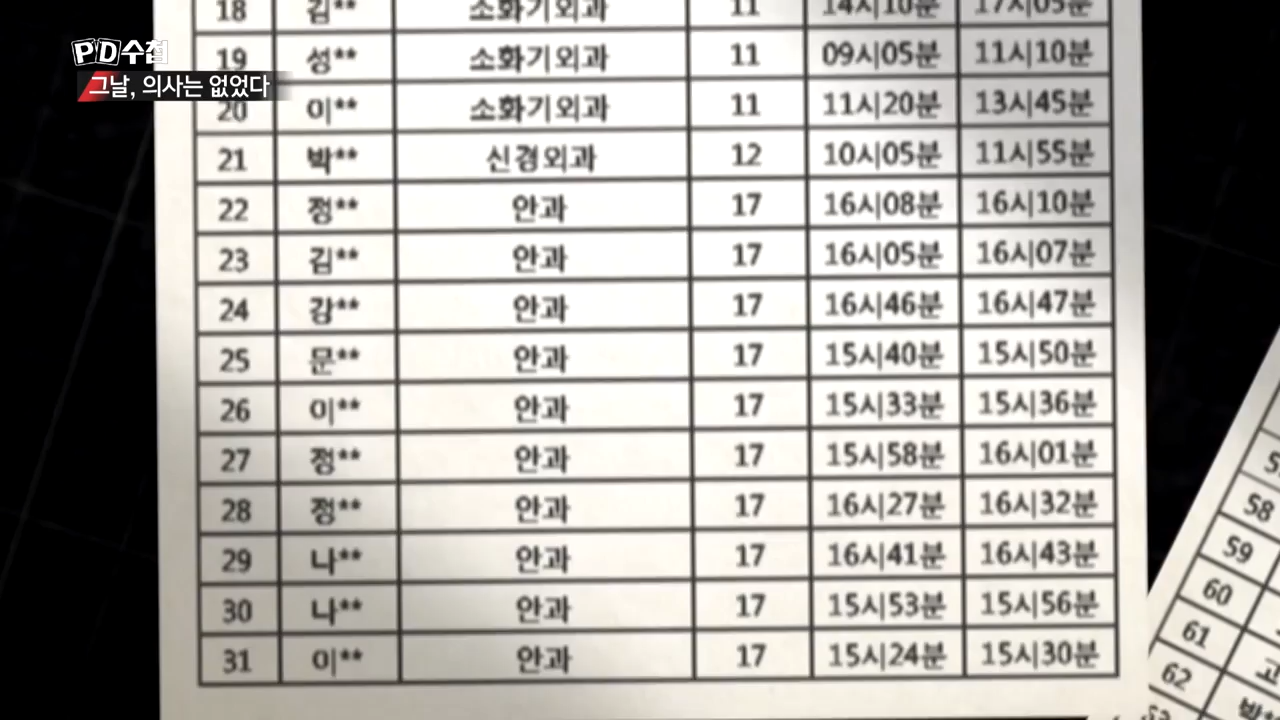 PD수첩
그날, 의사는 없었다
18 김** 소화기외과 11 14시10분 17시05분
19 성** 소화기외과 11 09시05분 11시10분
20 이** 소화기외과 11 11시20분 13시45분
21 박** 신경외과 12 10시05분 11시55분
22 정** 안과 17 16시08분 16시10분
23 김** 안과 17 16시05분 16시07분
24 강** 안과 17 16시46분 16시47분
25 문** 안과 17 15시40분 15시50분
26 이** 안과 17 15시33분 15시36분
27 정** 안과 17 15시58분 16시01분
28 정** 안과 17 16시27분 16시32분
29 나** 안과 17 16시41분 16시43분
30 나** 안과 17 15시53분 15시56분
31 이** 안과 17 15시24분 15시30분
58
59
60
61
62 고